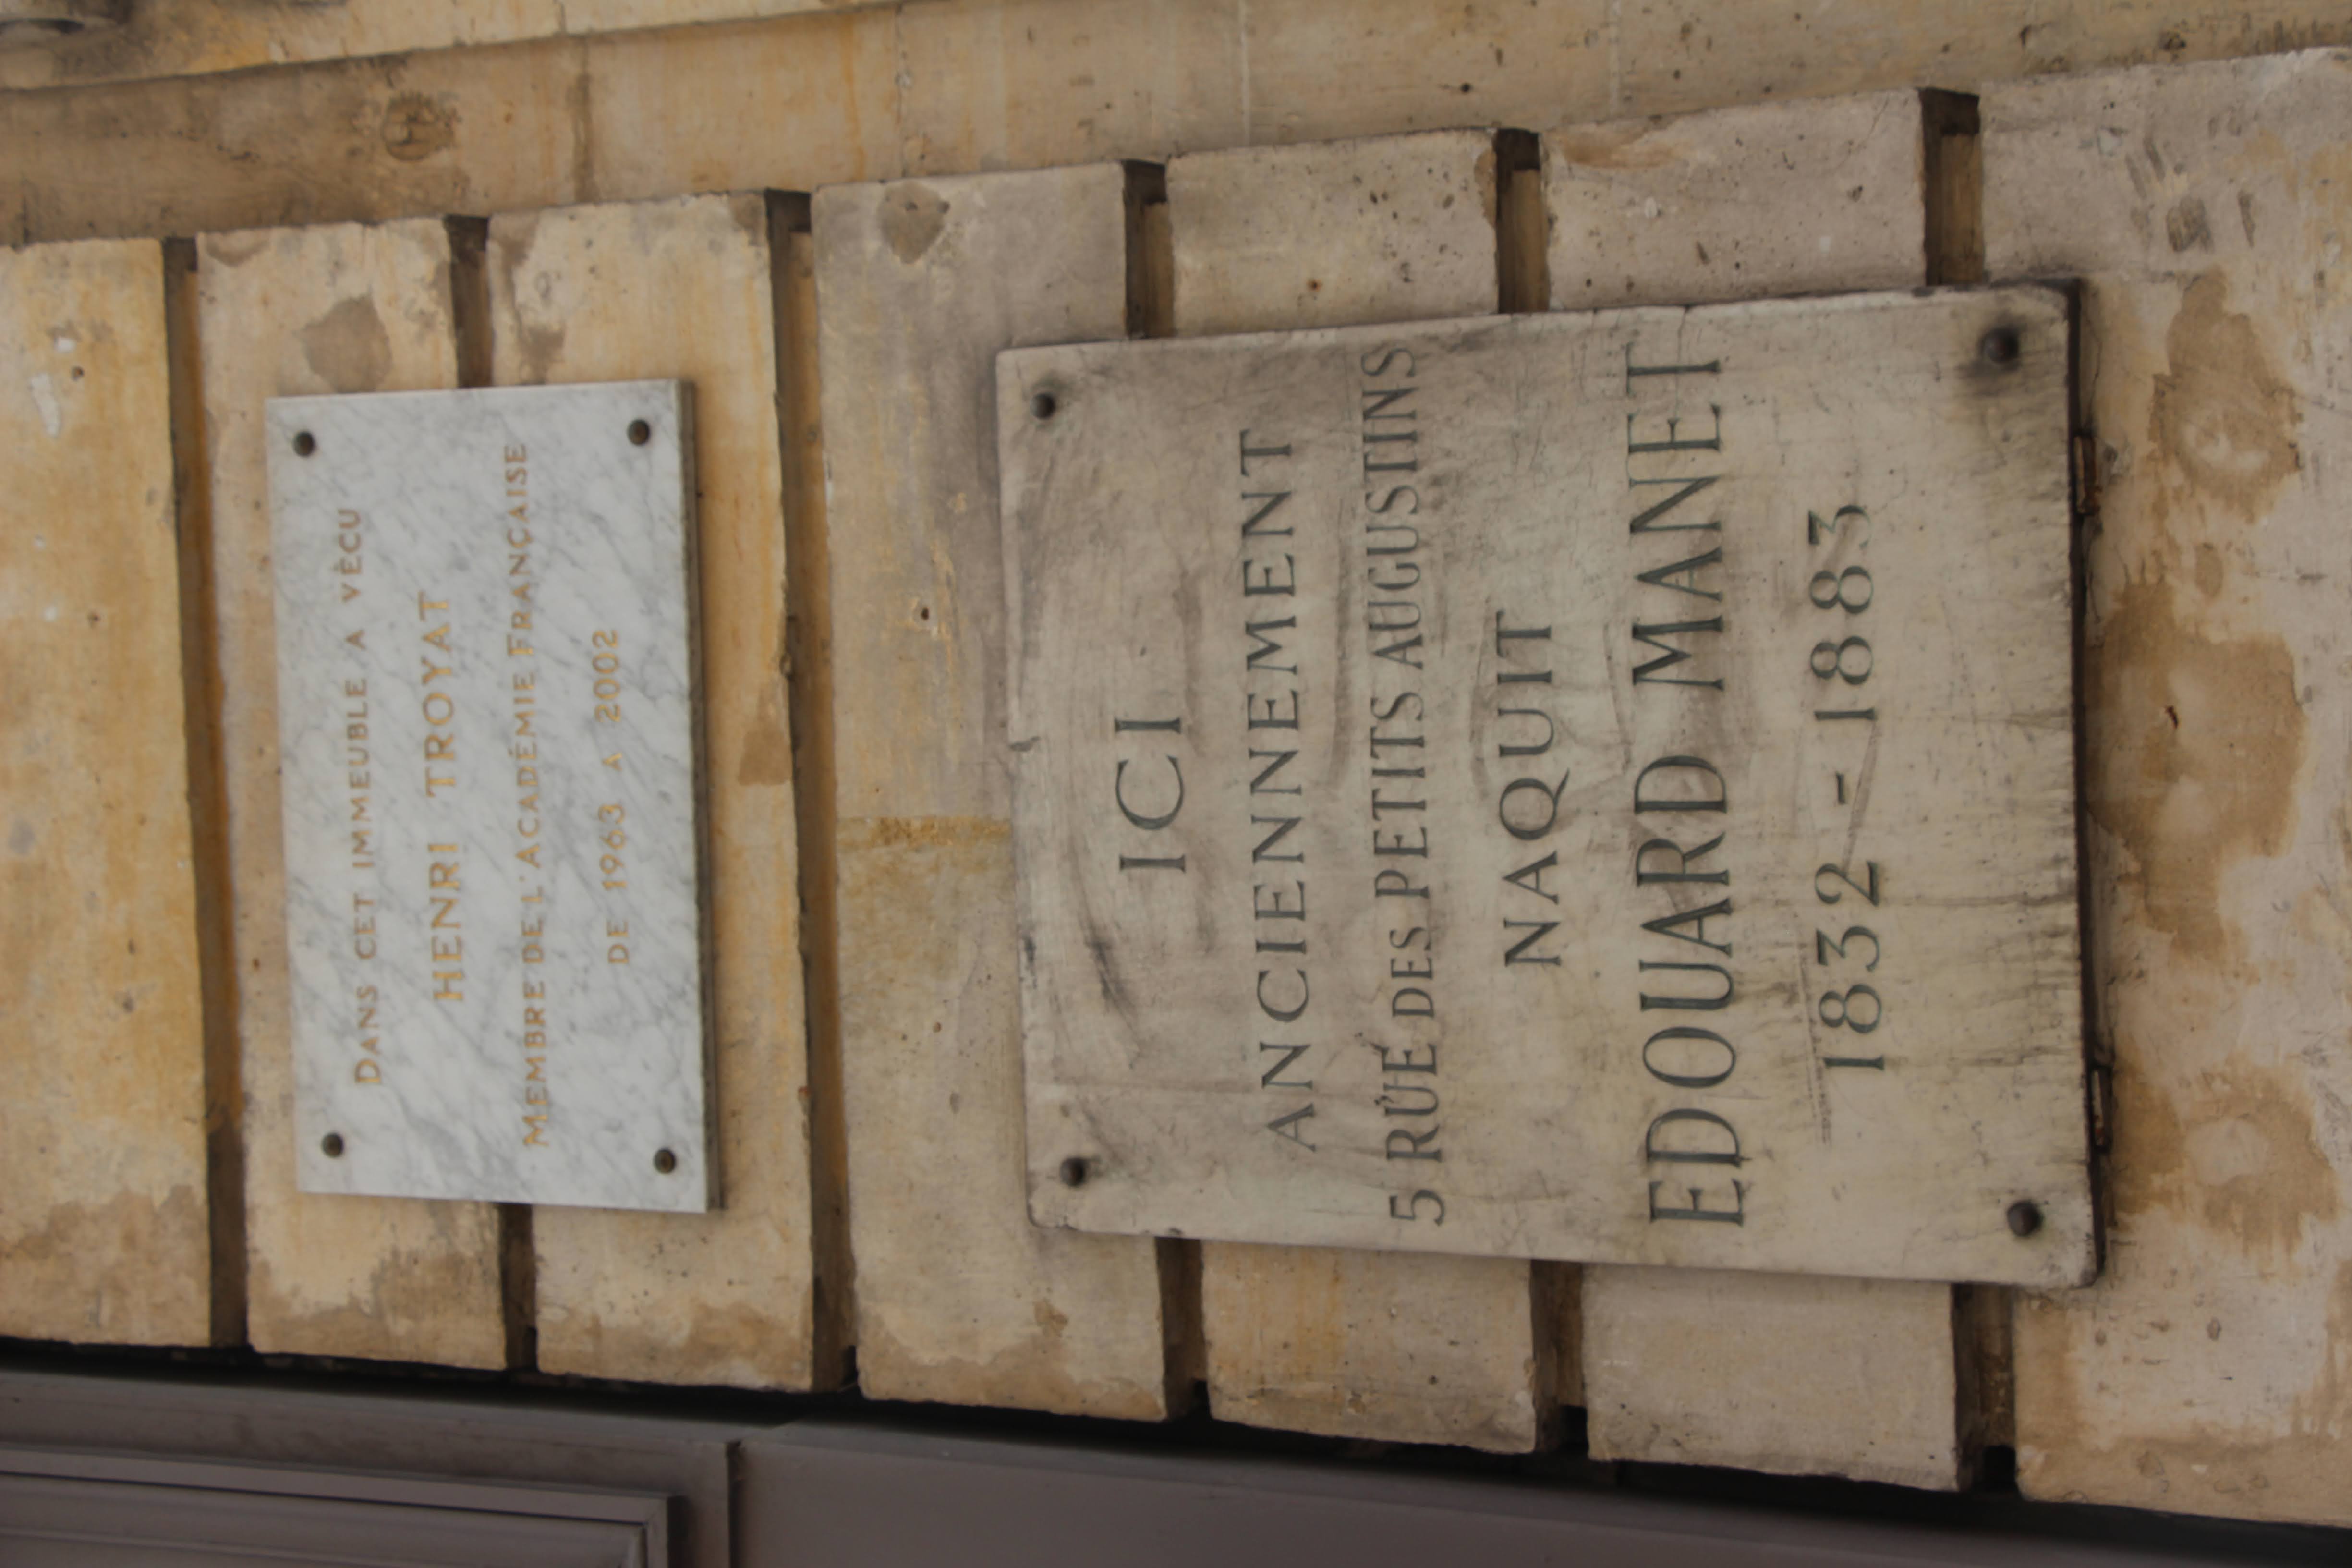 DANS CET IMMEUBLE A VÉCU
HENRI TROYAT
MEMBRE DE L'ACADÉMIE FRANÇAISE
DE 1963 A 2002
ICI
ANCIENNEMENT
5 RUE DES PETITS AUGUSTINS
NAQUIT
EDOUARD MANET
1832 - 1883